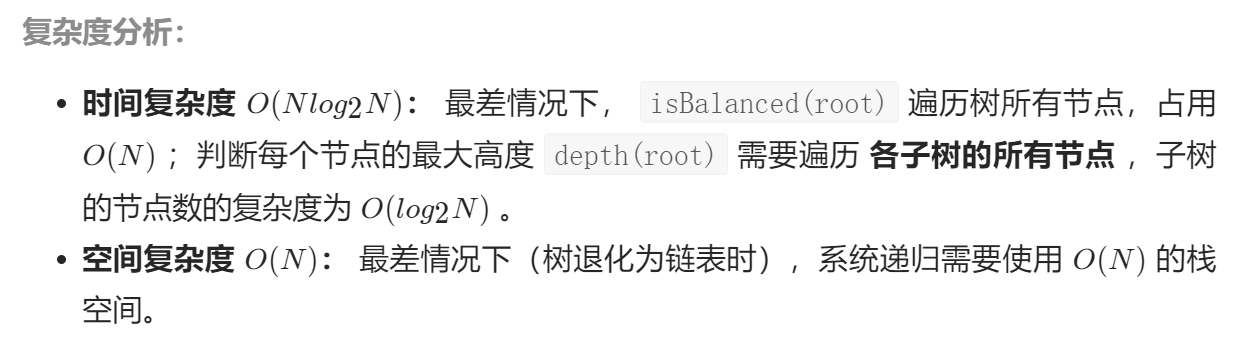 复杂度分析：
• 时间复杂度 O(Nlog2N)： 最差情况下， isBalanced(root) 遍历树所有节点，占用
O(N) ；判断每个节点的最大高度 depth(root) 需要遍历 各子树的所有节点 ，子树
的节点数的复杂度为 O(log2N) 。
• 空间复杂度 O(N)： 最差情况下（树退化为链表时），系统递归需要使用 O(N) 的栈
空间。